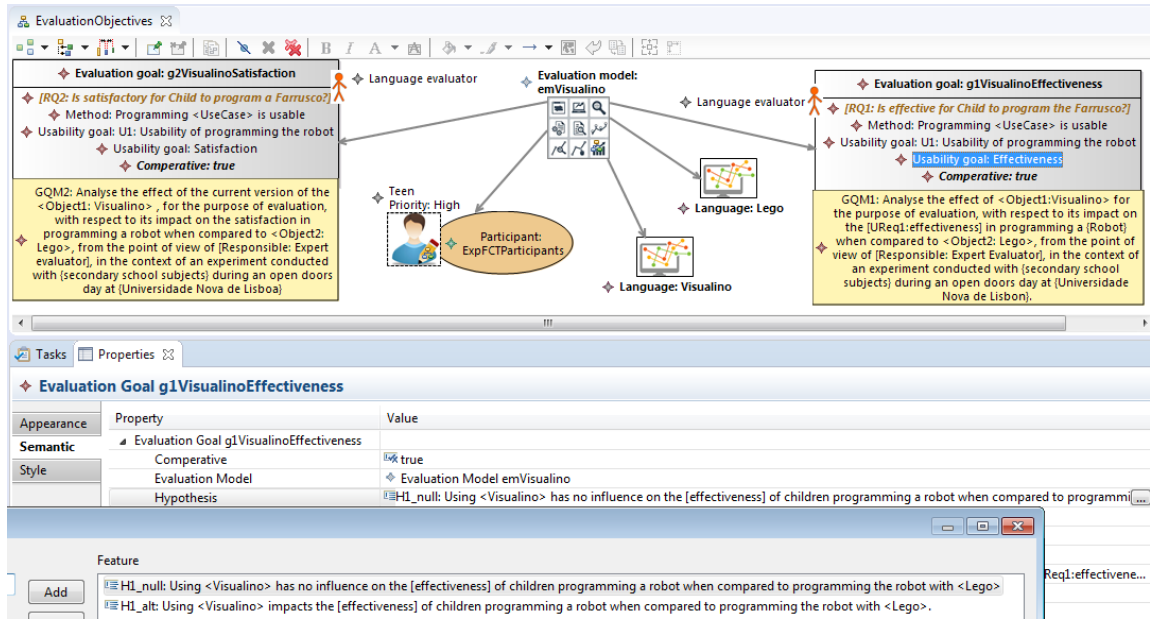 EvaluationObjectives
B I A
Evaluation goal: g2VisualinoSatisfaction
[RQ2: Is satisfactory for Child to program a Farrusco?]
Method: Programming <UseCase> is usable
Usability goal: U1: Usability of programming the robot
Usability goal: Satisfaction
Comperative: true
GQM2: Analyse the effect of the current version of the
<Object1: Visualino> , for the purpose of evaluation,
with respect to its impact on the satisfaction in
programming a robot when compared to <Object2:
Lego>, from the point of view of [Responsible: Expert
evaluator], in the context of an experiment conducted
with {secondary school subjects} during an open doors
day at {Universidade Nova de Lisboa}
Language evaluator
Evaluation model:
emVisualino
Language evaluator
Teen
Priority: High
Participant:
ExpFCTParticipants
Language: Lego
Language: Visualino
Evaluation goal: g1VisualinoEffectiveness
[RQ1: Is effective for Child to program the Farrusco?]
Method: Programming <UseCase> is usable
Usability goal: U1: Usability of programming the robot
Usability goal: Effectiveness
Comperative: true
GQM1: Analyse the effect of <Object1:Visualino> for
the purpose of evaluation, with respect to its impact on
the [UReq1:effectiveness] in programming a {Robot}
when compared to <Object2: Lego>, from the point of
view of [Responsible: Expert Evaluator], in the context of
an experiment conducted with {secondary school
subjects} during an open doors day at {Universidade
Nova de Lisbon}.
Tasks Properties
Evaluation Goal g1VisualinoEffectiveness
Appearance
Semantic
Style
Property Value
Evaluation Goal g1VisualinoEffectiveness
Comperative true
Evaluation Model Evaluation Model emVisualino
Hypothesis H1_null: Using <Visualino> has no influence on the [effectiveness] of children programming a robot when compared to programmi ...
Req1:effectivene...
Feature
Add
H1_null: Using <Visualino> has no influence on the [effectiveness] of children programming a robot when compared to programming the robot with <Lego>
H1_alt: Using <Visualino> impacts the [effectiveness] of children programming a robot when compared to programming the robot with <Lego>.